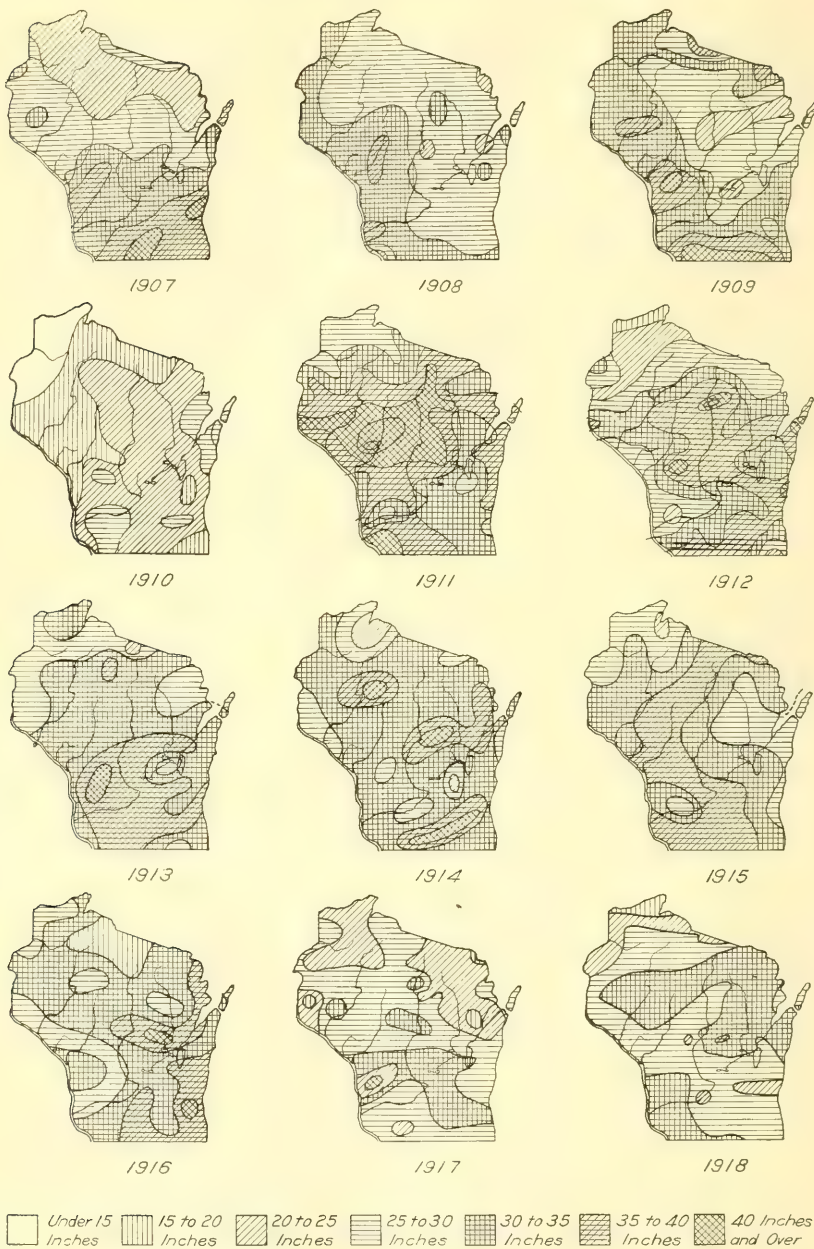 1907
1908
1909
1910
1911
1912
1913
1914
1915
1916
1917
1918
Under 15 Inches
15 to 20 Inches
20 to 25 Inches
25 to 30 Inches
30 to 35 Inches
35 to 40 Inches
40 Inches and Over